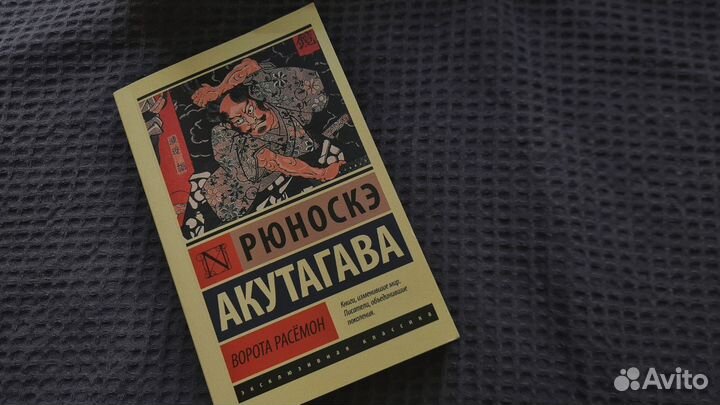 N
РЮНОСКЭ
АКУТАГАВА
ВОРОТА РАСЁМОН
Книги, изменившие мир.
Писатели, объединившие
поколения.
ЭКСКЛЮЗИВНАЯ КЛАССИКА
Avito